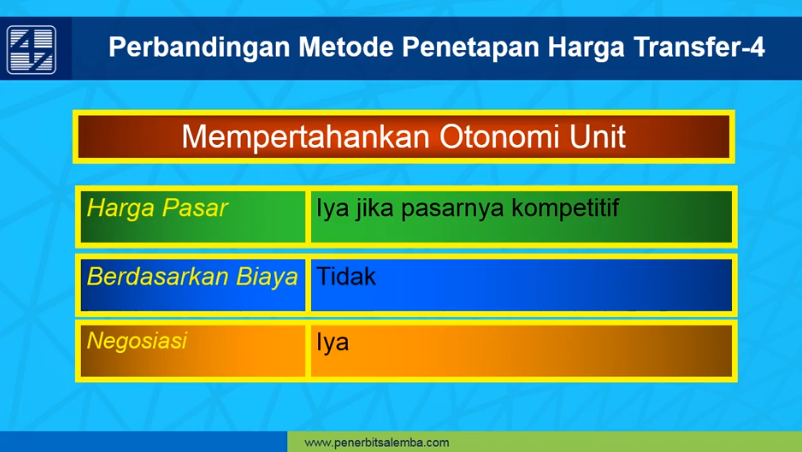 Perbandingan Metode Penetapan Harga Transfer-4
Mempertahankan Otonomi Unit
Harga Pasar
Iya jika pasarnya kompetitif
Berdasarkan Biaya
Tidak
Negosiasi
Iya
www.penerbitsalemba.com